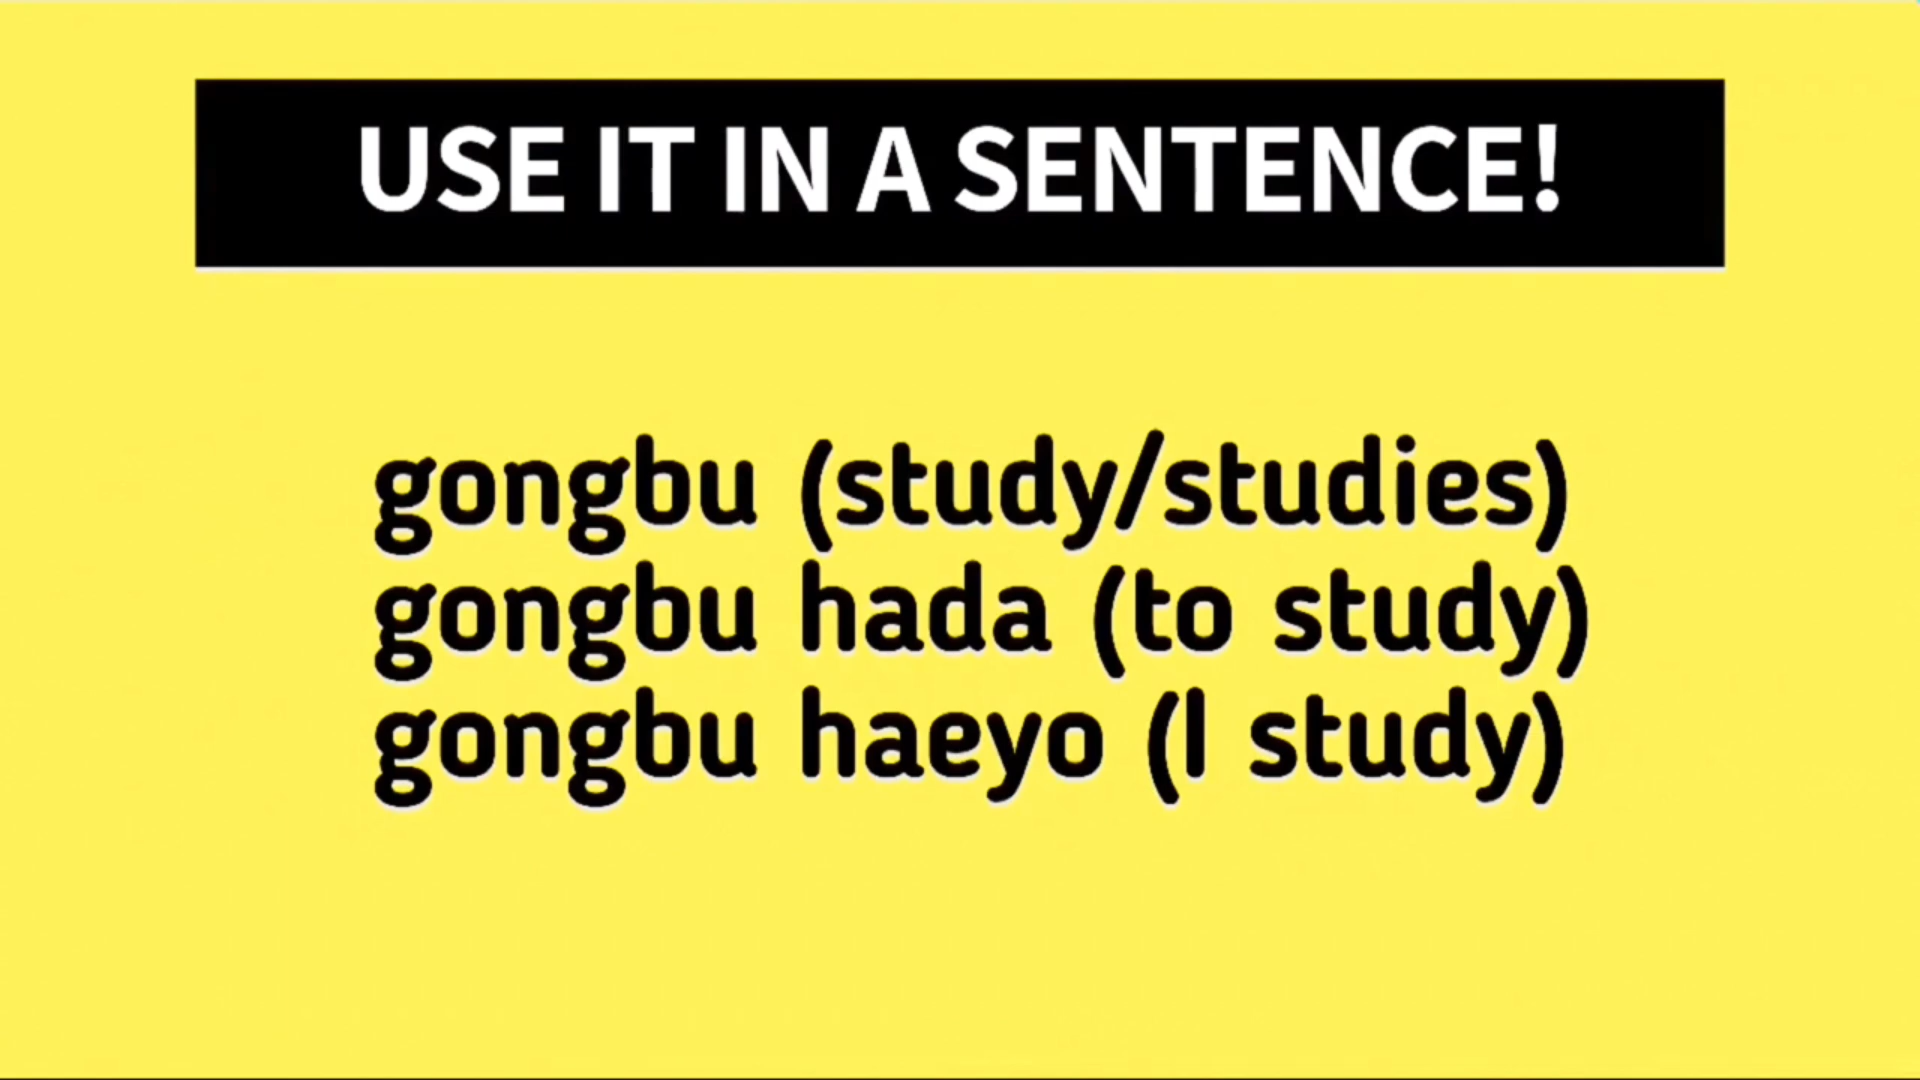 USE IT IN A SENTENCE!
gongbu (study/studies)
gongbu hada (to study)
gongbu haeyo (I study)